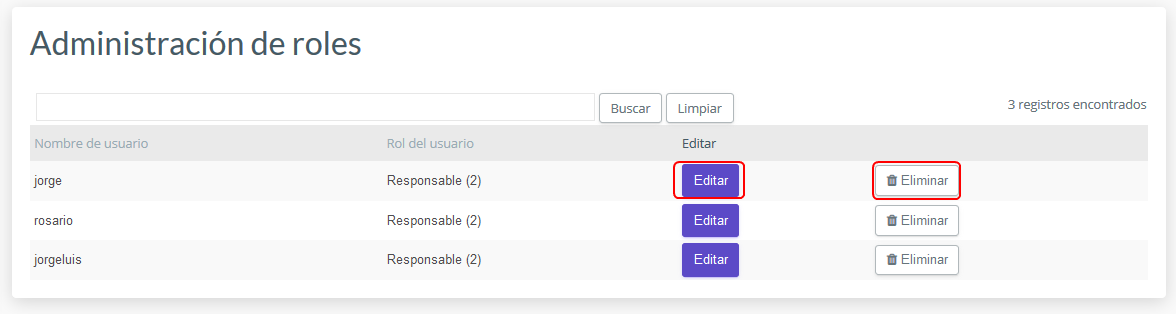 Administración de roles
Buscar Limpiar 3 registros encontrados
Nombre de usuario Rol del usuario Editar
jorge Responsable (2) Editar Eliminar
rosario Responsable (2) Editar Eliminar
jorgeluis Responsable (2) Editar Eliminar